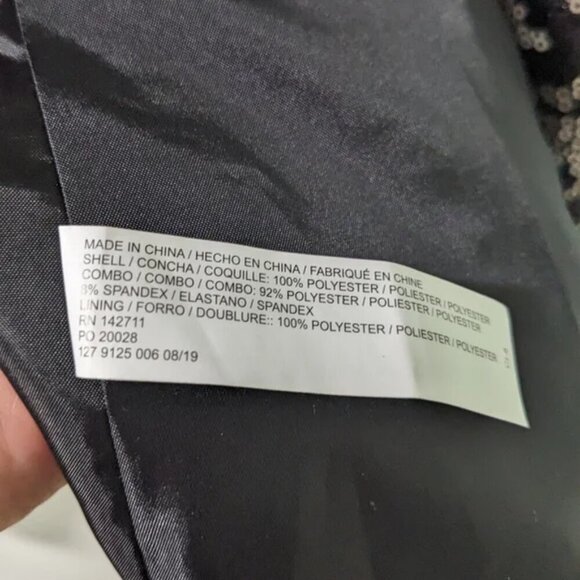 MADE IN CHINA / HECHO EN CHINA / FABRIQUÉ EN CHINE
SHELL / CONCHA / COQUILLE: 100% POLYESTER / POLIESTER / POLYESTER
COMBO / COMBO / COMBO: 92% POLYESTER / POLIESTER / POLYESTER
8% SPANDEX / ELASTANO / SPANDEX
LINING / FORRO / DOUBLURE:: 100% POLYESTER / POLIESTER / POLYESTER
RN 142711
PO 20028
127 9125 006 08/19